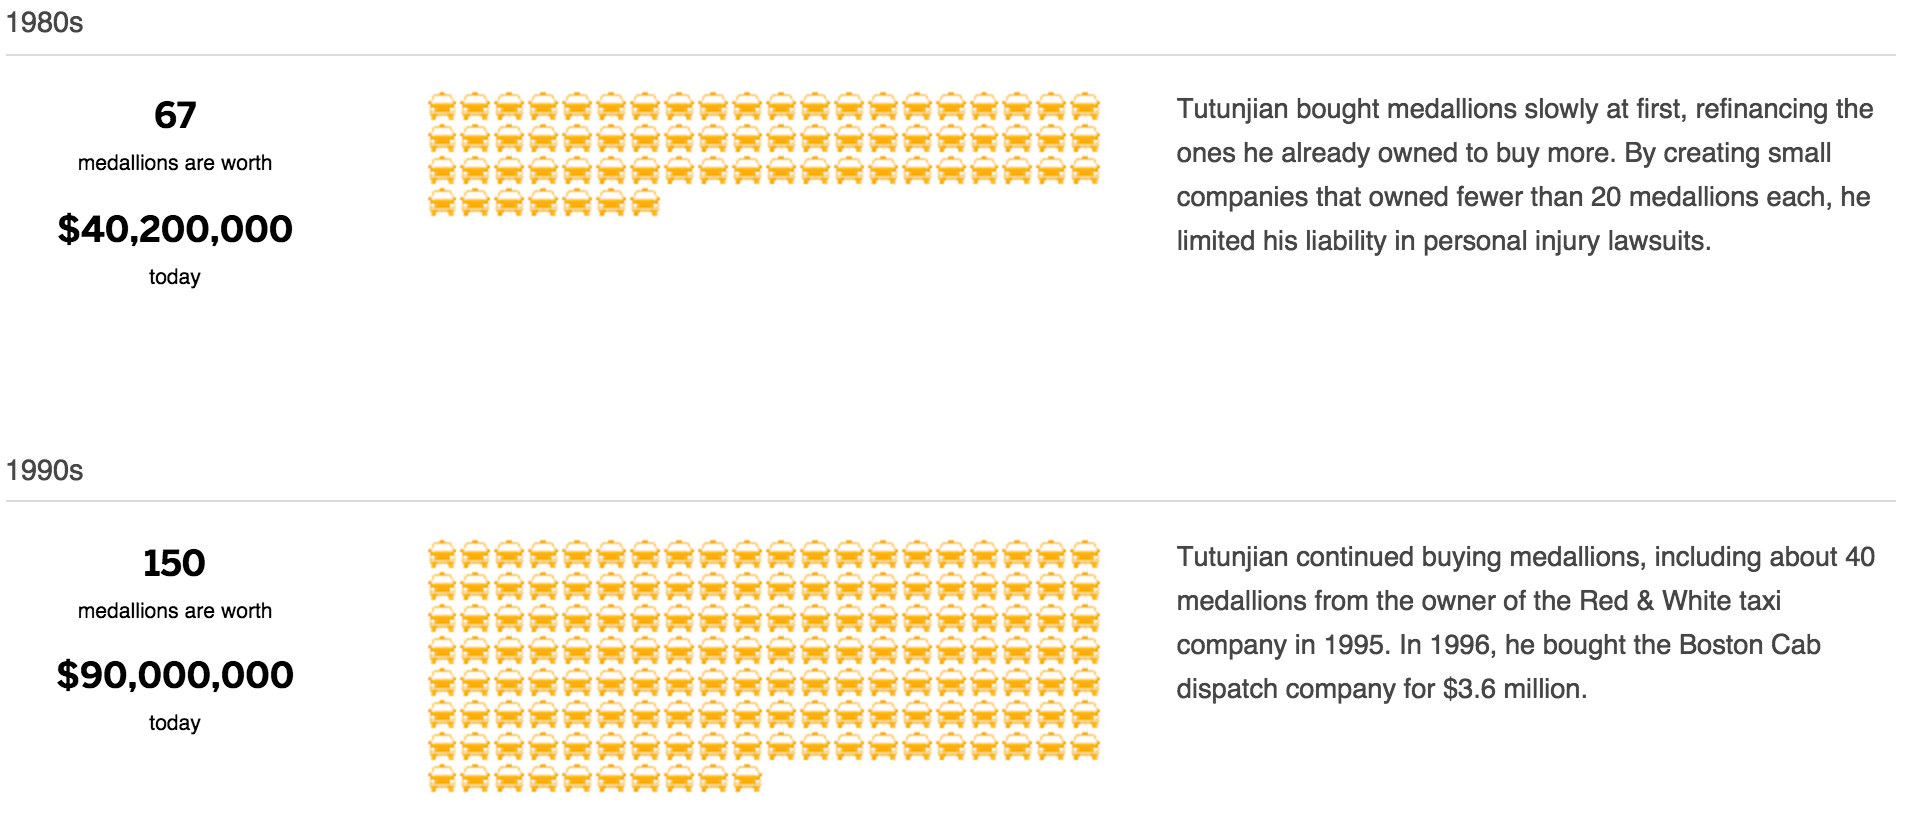 1980s
67
medallions are worth
$40,200,000
today
Tutunjian bought medallions slowly at first, refinancing the
ones he already owned to buy more. By creating small
companies that owned fewer than 20 medallions each, he
limited his liability in personal injury lawsuits.
1990s
150
medallions are worth
$90,000,000
today
Tutunjian continued buying medallions, including about 40
medallions from the owner of the Red & White taxi
company in 1995. In 1996, he bought the Boston Cab
dispatch company for $3.6 million.